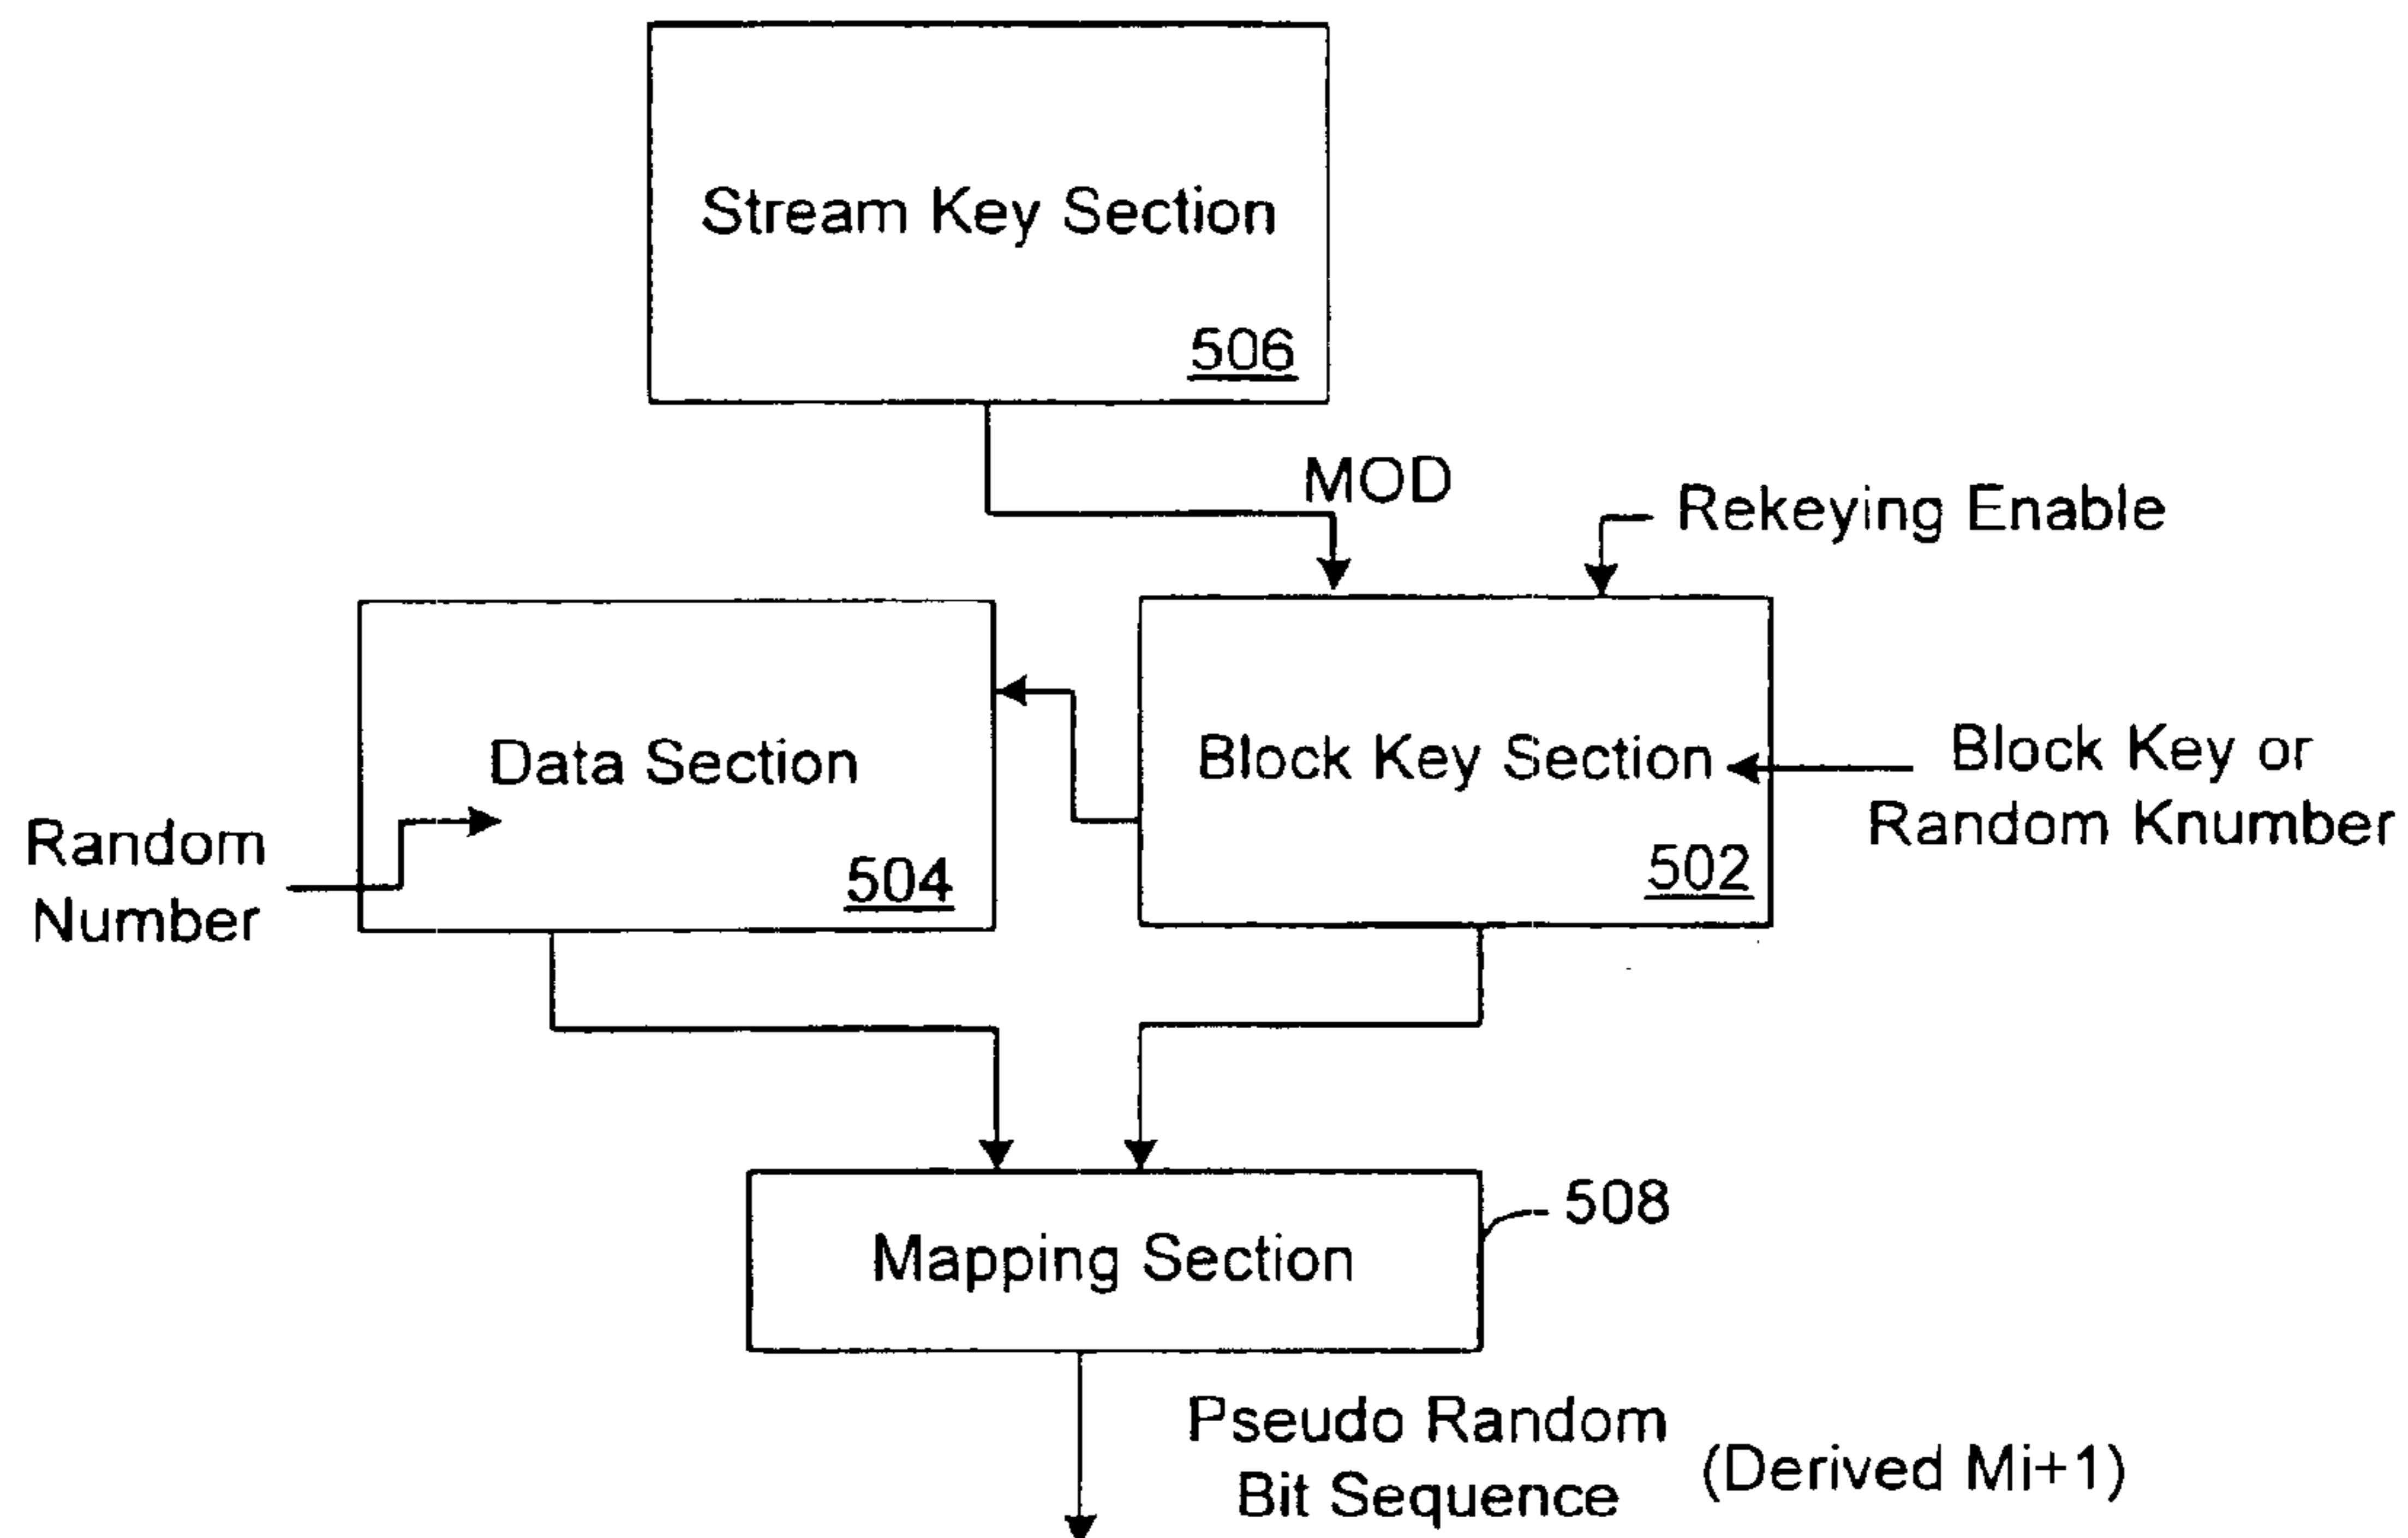 Stream Key Section
506
MOD
Rekeying Enable
Data Section
504
Block Key Section
502
Block Key or
Random Knumber
Random
Number
508
Mapping Section
Pseudo Random
Bit Sequence
(Derived Mi+1)